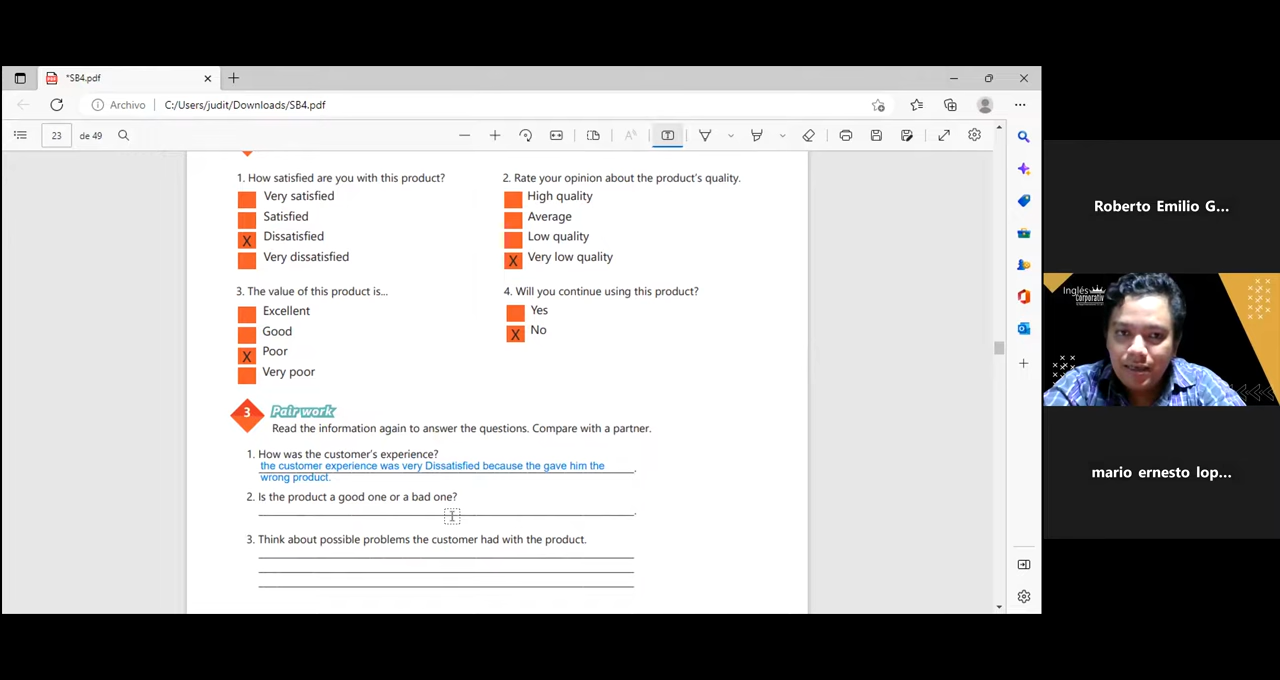 *SB4.pdf
Archivo
C:/Users/judit/Downloads/SB4.pdf
23
de 49
1. How satisfied are you with this product?
Very satisfied
Satisfied
X Dissatisfied
Very dissatisfied
2. Rate your opinion about the product's quality.
High quality
Average
Low quality
X Very low quality
3. The value of this product is...
Excellent
Good
X Poor
Very poor
4. Will you continue using this product?
Yes
X No
3 Pair work
Read the information again to answer the questions. Compare with a partner.
1. How was the customer's experience?
the customer experience was very Dissatisfied because the gave him the
wrong product.
2. Is the product a good one or a bad one?
3. Think about possible problems the customer had with the product.
Roberto Emilio G...
Inglés
Corporativ
mario ernesto lop...